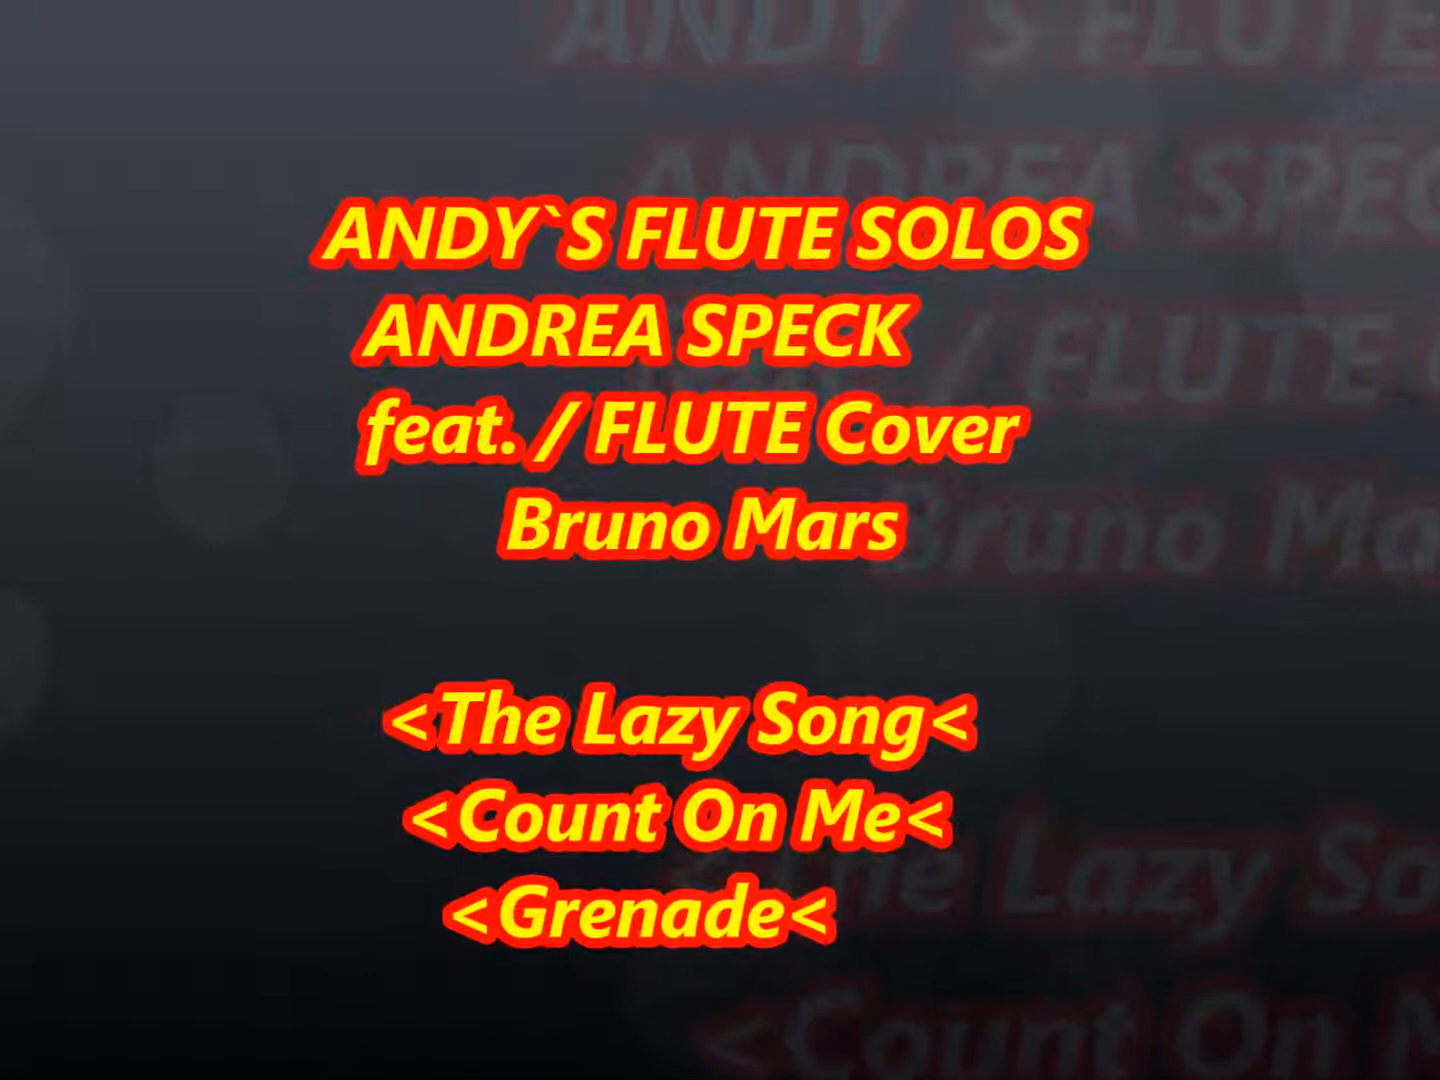 ANDY`S FLUTE SOLOS
ANDREA SPECK
feat. / FLUTE Cover
Bruno Mars
<The Lazy Song<
<Count On Me<
<Grenade<